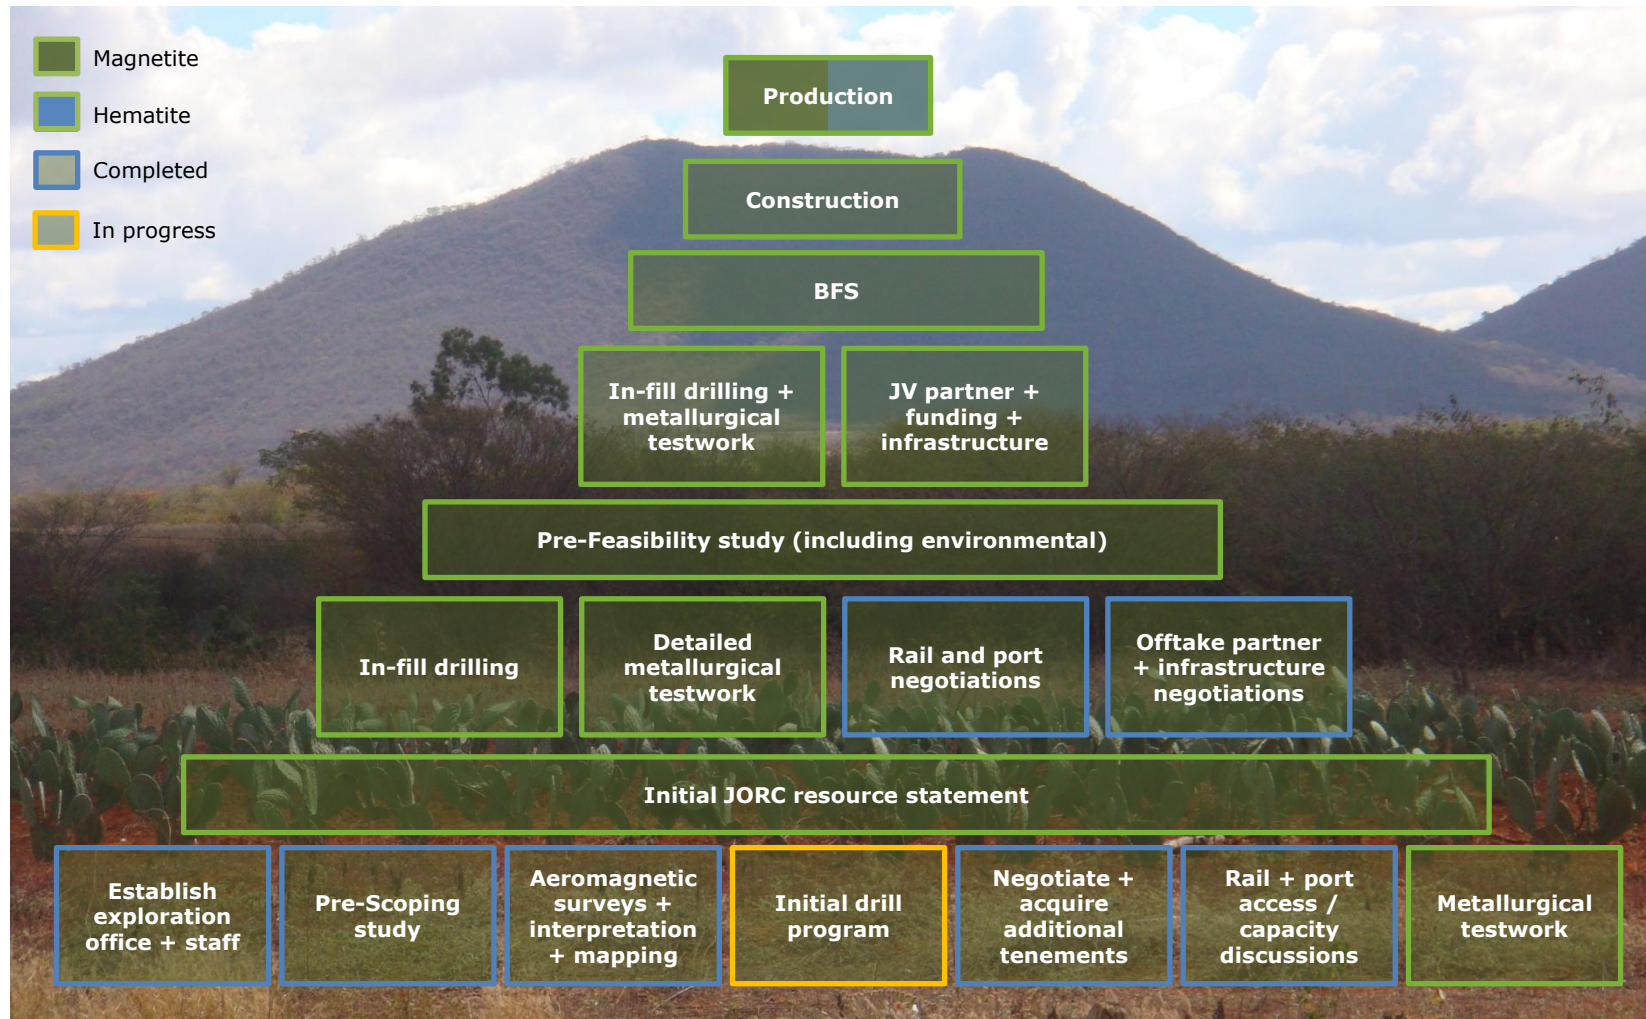 Magnetite
Hematite
Completed
In progress
Production
Construction
BFS
In-fill drilling +
metallurgical
testwork
JV partner +
funding +
infrastructure
Pre-Feasibility study (including environmental)
In-fill drilling
Detailed
metallurgical
testwork
Rail and port
negotiations
Offtake partner
+ infrastructure
negotiations
Initial JORC resource statement
Establish
exploration
office + staff
Pre-Scoping
study
Aeromagnetic
surveys +
interpretation
+ mapping
Initial drill
program
Negotiate +
acquire
additional
tenements
Rail + port
access /
capacity
discussions
Metallurgical
testwork